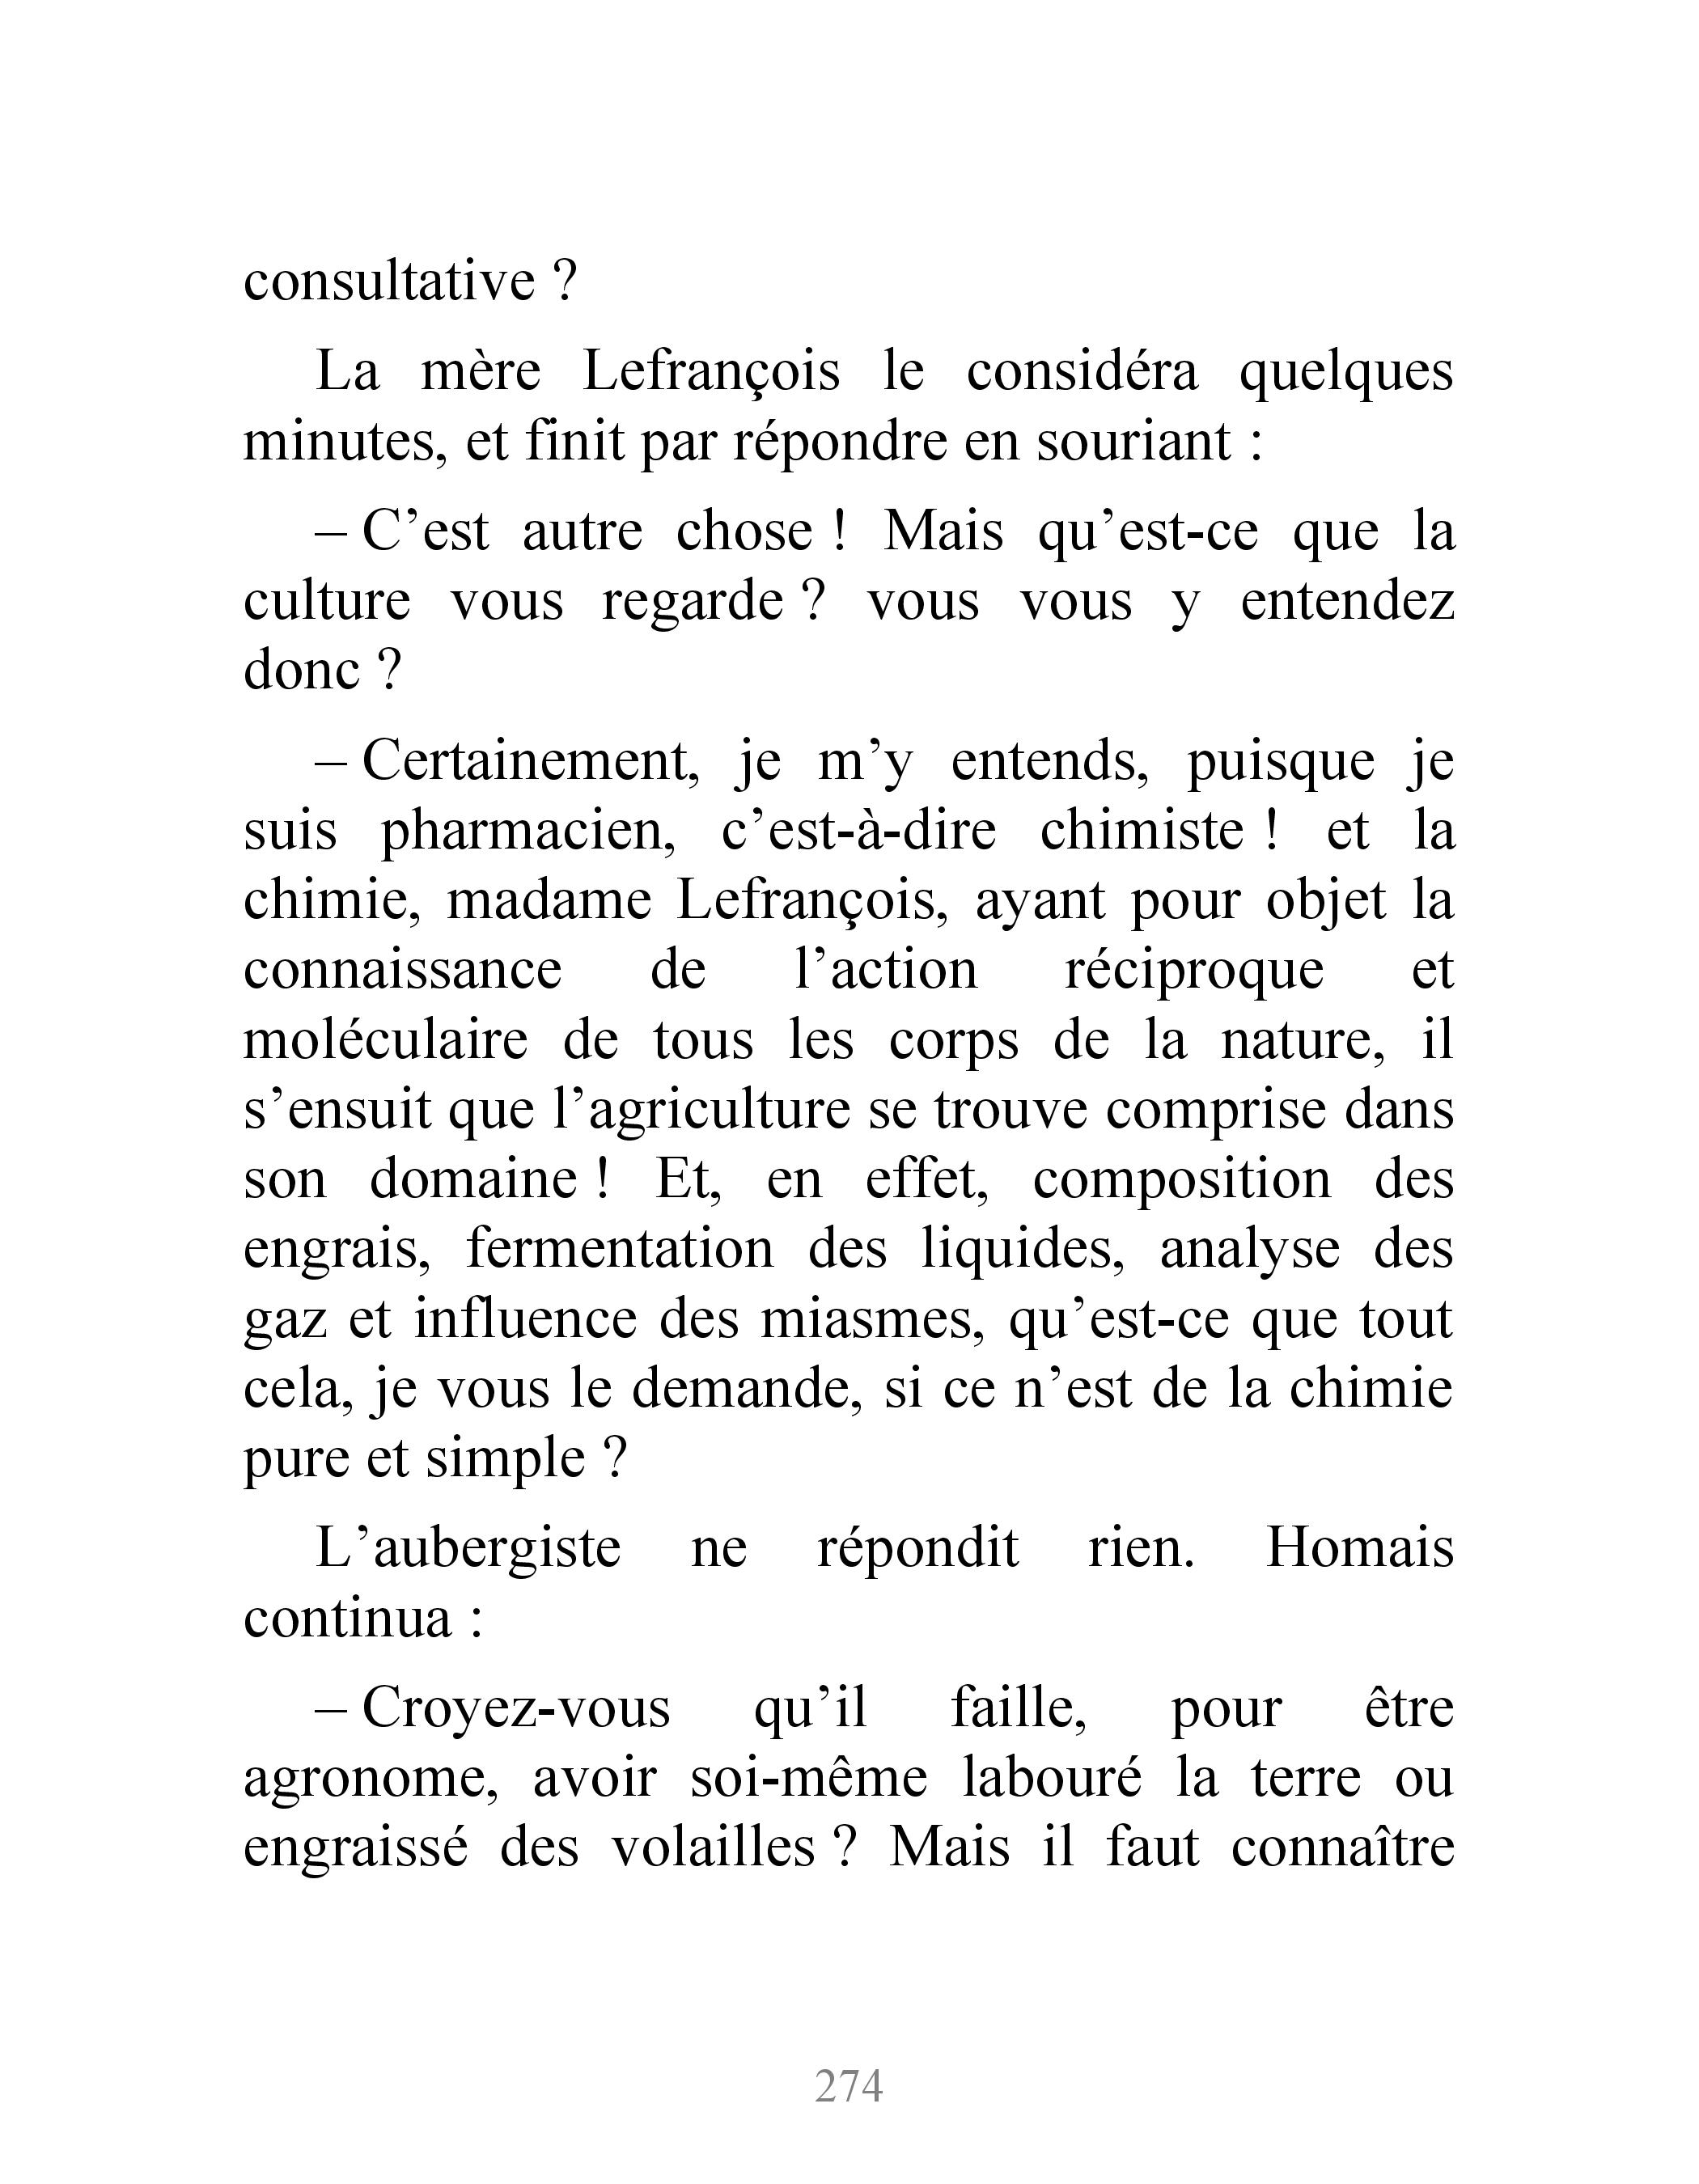 consultative ?
La mère Lefrançois le considéra quelques
minutes, et finit par répondre en souriant :
– C’est autre chose ! Mais qu’est-ce que la
culture vous regarde ? vous vous y entendez
donc ?
– Certainement, je m’y entends, puisque je
suis pharmacien, c’est-à-dire chimiste ! et la
chimie, madame Lefrançois, ayant pour objet la
connaissance de l’action réciproque et
moléculaire de tous les corps de la nature, il
s’ensuit que l’agriculture se trouve comprise dans
son domaine ! Et, en effet, composition des
engrais, fermentation des liquides, analyse des
gaz et influence des miasmes, qu’est-ce que tout
cela, je vous le demande, si ce n’est de la chimie
pure et simple ?
L’aubergiste ne répondit rien. Homais
continua :
– Croyez-vous qu’il faille, pour être
agronome, avoir soi-même labouré la terre ou
engraissé des volailles ? Mais il faut connaître
274